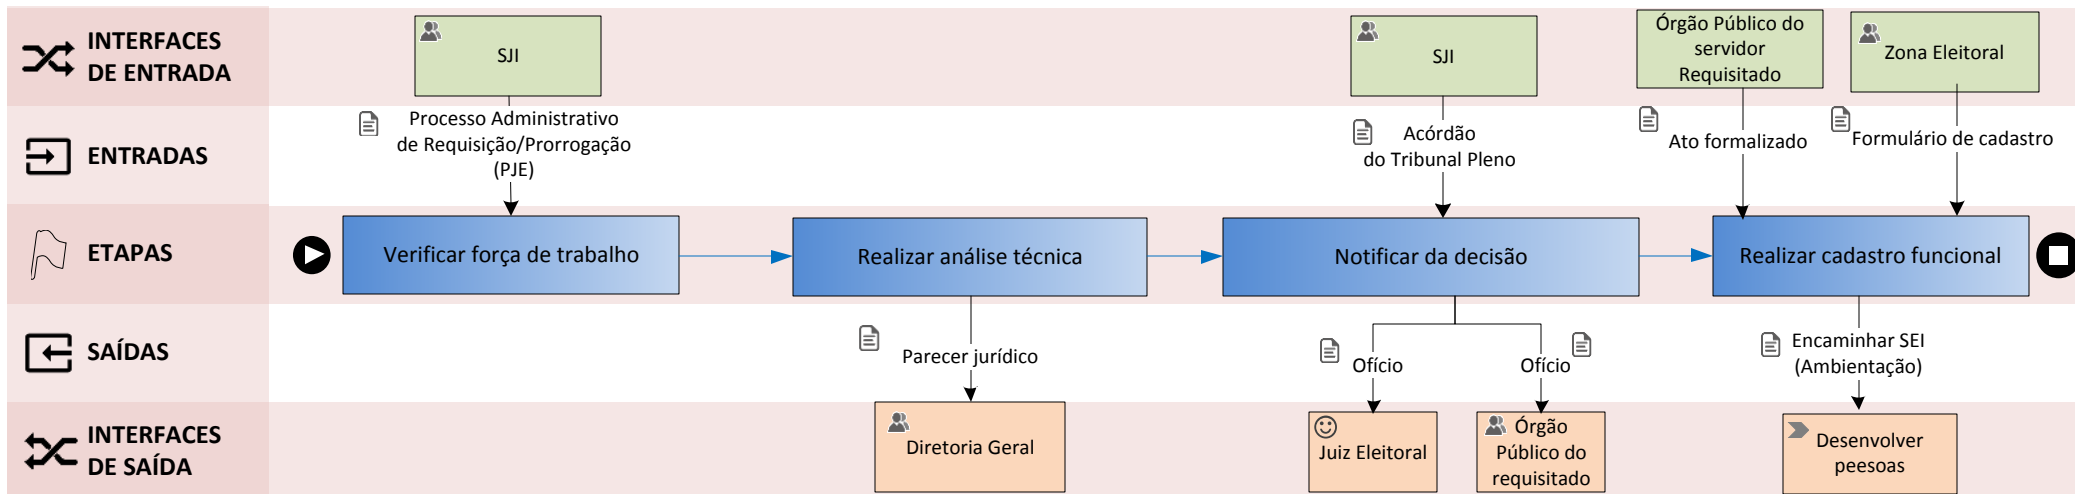 INTERFACES
DE ENTRADA
SJI
SJI
Órgão Público do
servidor
Requisitado
Zona Eleitoral
ENTRADAS
Processo Administrativo
de Requisição/Prorrogação
(PJE)
Acórdão
do Tribunal Pleno
Ato formalizado
Formulário de cadastro
ETAPAS
Verificar força de trabalho
Realizar análise técnica
Notificar da decisão
Realizar cadastro funcional
SAÍDAS
Parecer jurídico
Ofício
Ofício
Encaminhar SEI
(Ambientação)
INTERFACES
DE SAÍDA
Diretoria Geral
Juiz Eleitoral
Órgão
Público do
requisitado
Desenvolver
peesoas